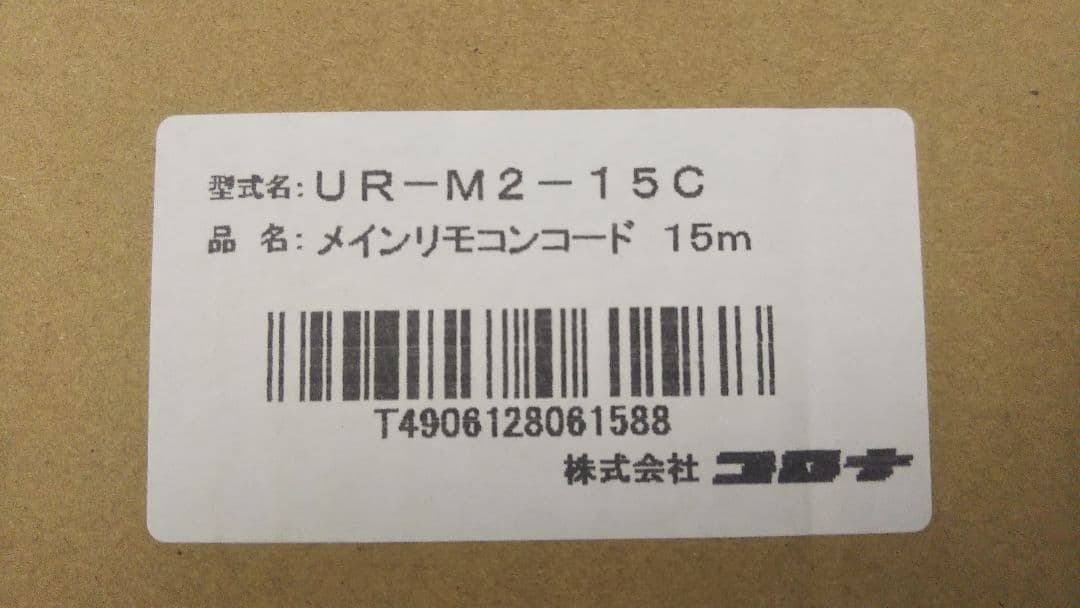 型式名:UR－M2－15C
品 名:メインリモコンコード 15m
T4906128061588
株式会社 コロナ